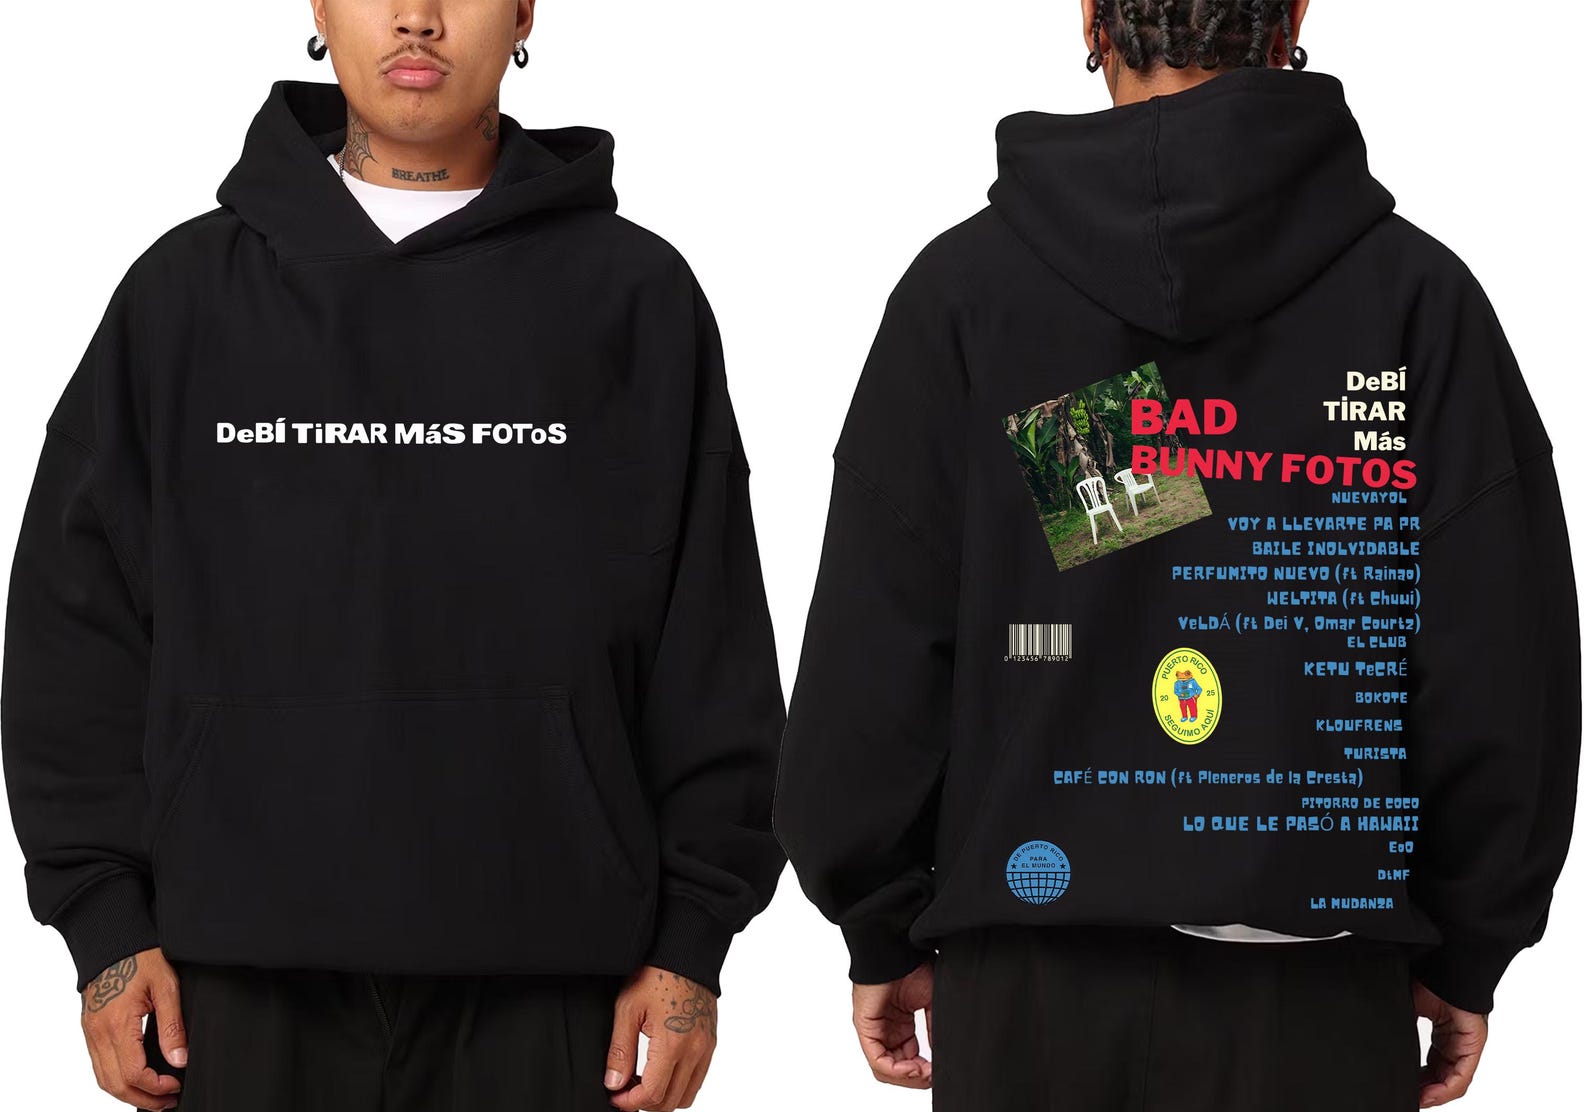 BREATHE
DeBÍ TiRAR MáS FOToS
DeBÍ
TiRAR
Más
BAD
BUNNY FOTOS
NUEVAYOL
VOY A LLEVARTE PA PR
BAILE INOLVIDABLE
PERFUMITO NUEVO (ft Rainao)
WELTITA (ft Chuwi)
VeLDÁ (ft Dei V, Omar Courtz)
EL CLUB
KETU TeCRÉ
BOKOTE
KLOUFRENS
TURISTA
CAFÉ CON RON (ft Pleneros de la Cresta)
PITORRO DE COCO
LO QUE LE PASÓ A HAWAII
EoO
DtMF
LA MUDANZA
0 123456 789012
PUERTO RICO
20 25
SEGUIMO AQUÍ
DE PUERTO RICO
PARA
EL MUNDO